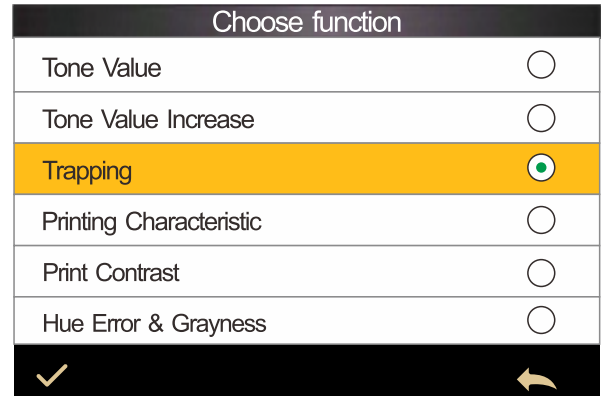 Choose function
Tone Value
Tone Value Increase
Trapping
Printing Characteristic
Print Contrast
Hue Error & Grayness